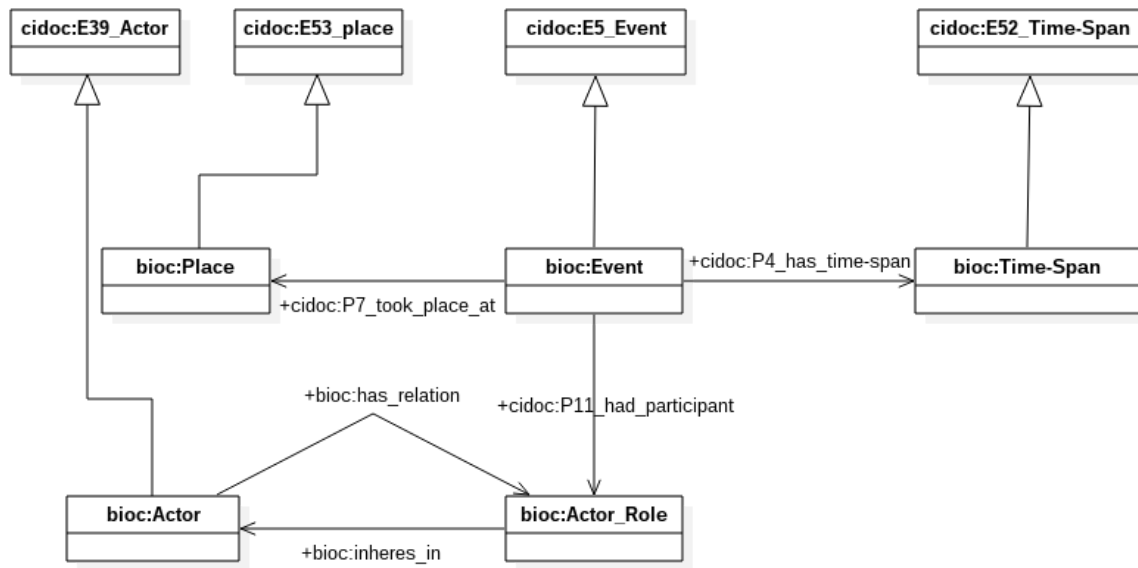 cidoc:E39_Actor
cidoc:E53_place
cidoc:E5_Event
cidoc:E52_Time-Span
bioc:Place
bioc:Event
+cidoc:P4_has_time-span
bioc:Time-Span
+cidoc:P7_took_place_at
+bioc:has_relation
+cidoc:P11_had_participant
bioc:Actor
bioc:Actor_Role
+bioc:inheres_in